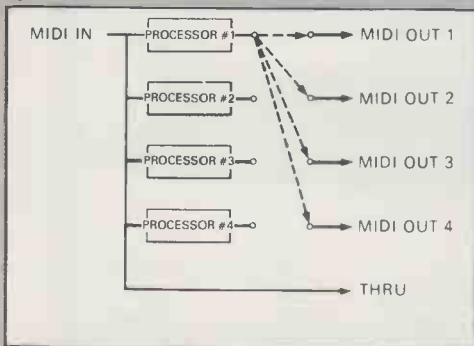 MIDI IN PROCESSOR #1 MIDI OUT 1
PROCESSOR #2 MIDI OUT 2
PROCESSOR #3 MIDI OUT 3
PROCESSOR #4 MIDI OUT 4
THRU